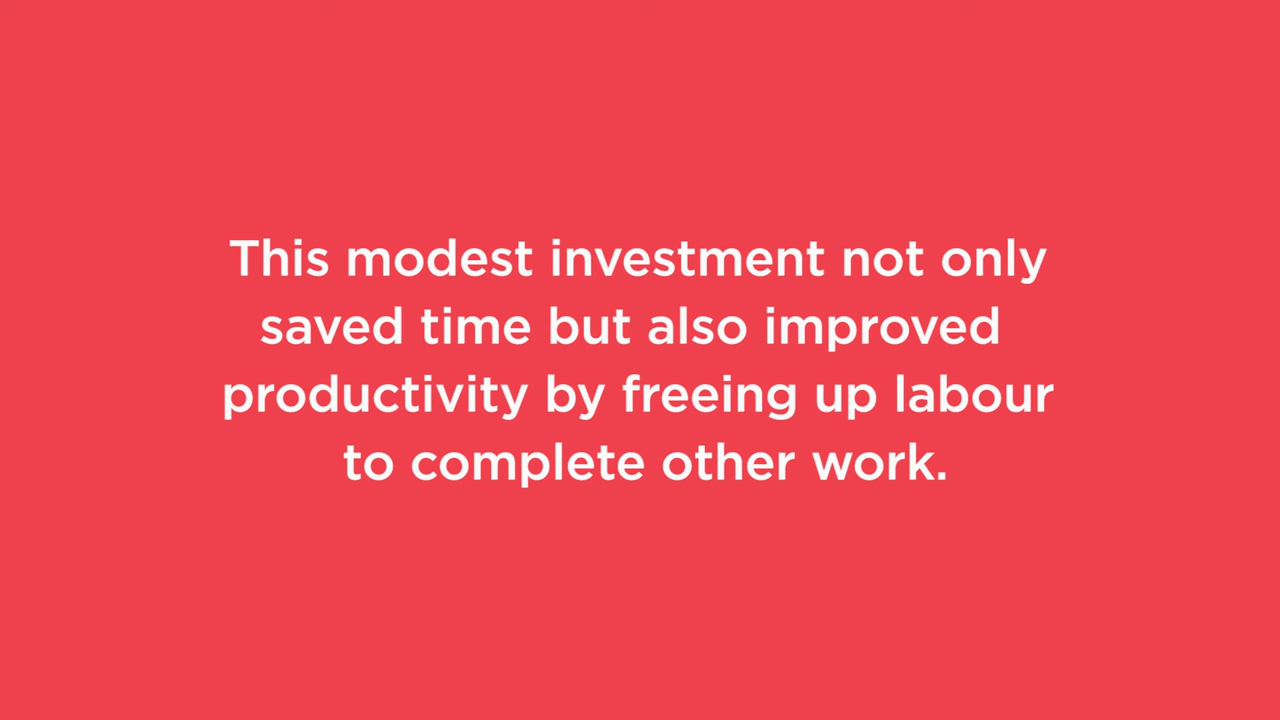 This modest investment not only
saved time but also improved
productivity by freeing up labour
to complete other work.